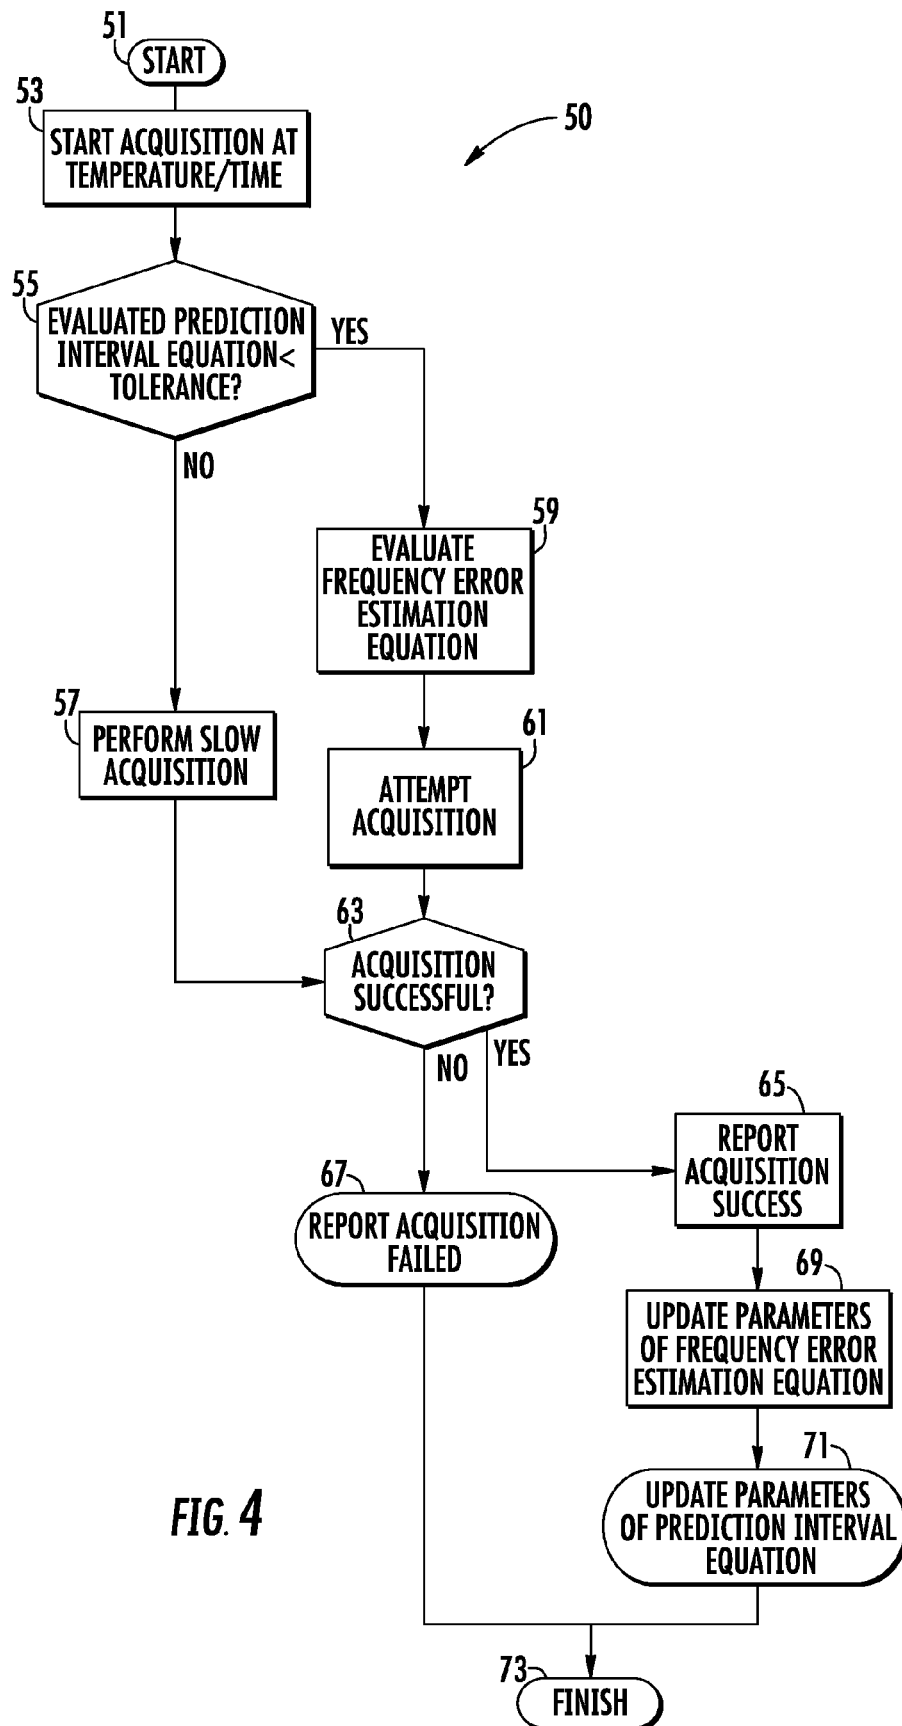 51
START
53
START ACQUISITION AT
TEMPERATURE/TIME
50
55
EVALUATED PREDICTION
INTERVAL EQUATION<
TOLERANCE?
YES
NO
59
EVALUATE
FREQUENCY ERROR
ESTIMATION
EQUATION
57
PERFORM SLOW
ACQUISITION
61
ATTEMPT
ACQUISITION
63
ACQUISITION
SUCCESSFUL?
NO
YES
65
REPORT
ACQUISITION
SUCCESS
67
REPORT ACQUISITION
FAILED
69
UPDATE PARAMETERS
OF FREQUENCY ERROR
ESTIMATION EQUATION
71
UPDATE PARAMETERS
OF PREDICTION INTERVAL
EQUATION
FIG. 4
73
FINISH